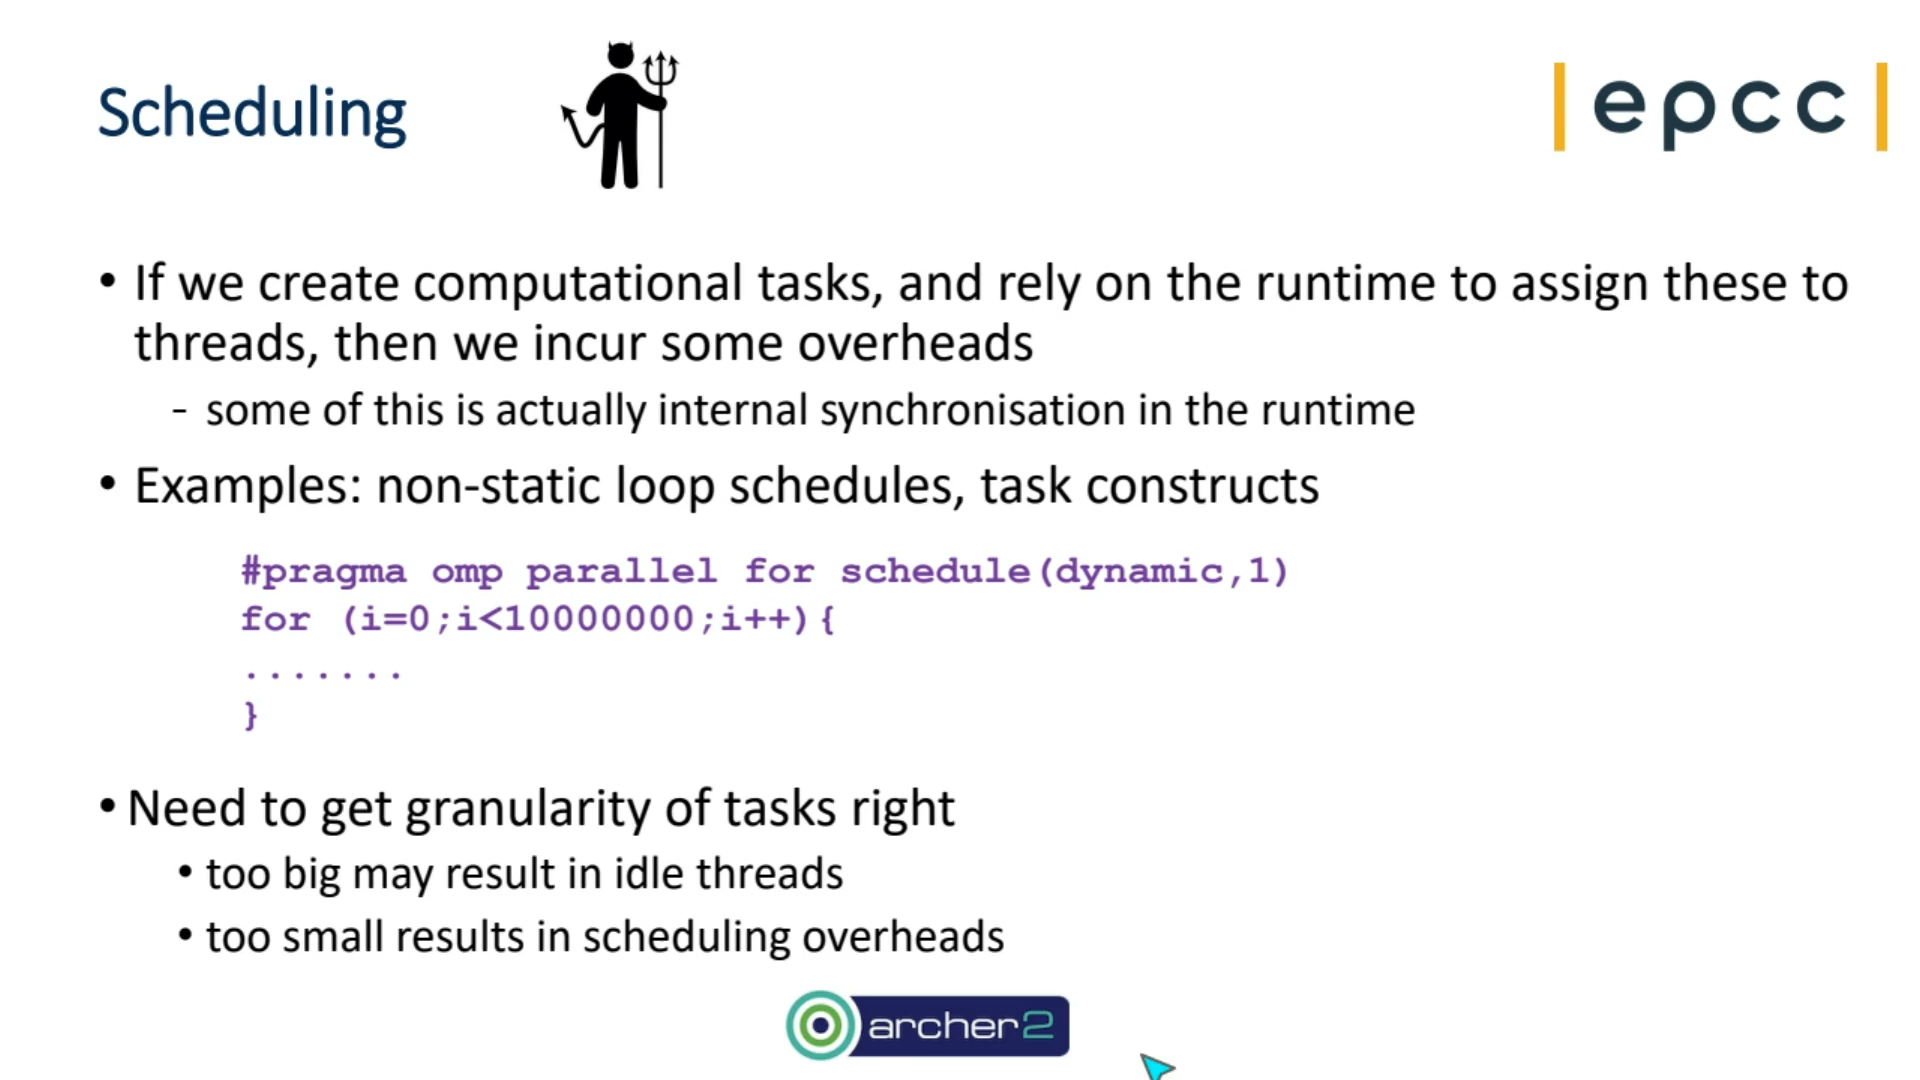 Scheduling
|epcc|
• If we create computational tasks, and rely on the runtime to assign these to
threads, then we incur some overheads
- some of this is actually internal synchronisation in the runtime
• Examples: non-static loop schedules, task constructs
#pragma omp parallel for schedule(dynamic,1)
for (i=0;i<10000000;i++){
.......
}
• Need to get granularity of tasks right
• too big may result in idle threads
• too small results in scheduling overheads
archer2